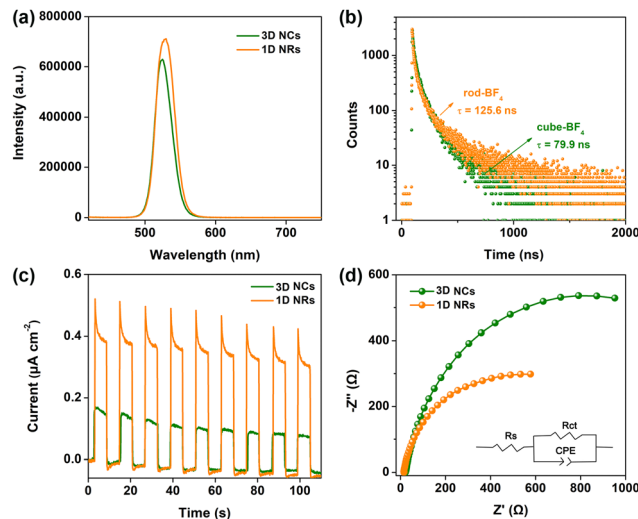 (a)
3D NCs
1D NRs
Intensity (a.u.)
800000
600000
400000
200000
0
500
600
700
Wavelength (nm)
(b)
rod-BF₄
τ = 125.6 ns
cube-BF₄
τ = 79.9 ns
Counts
1000
100
10
1
0
1000
2000
Time (ns)
(c)
3D NCs
1D NRs
Current (μA cm⁻²)
0.6
0.4
0.2
0.0
0
20
40
60
80
100
Time (s)
(d)
3D NCs
1D NRs
-Z'' (Ω)
600
300
0
Rs
Rct
CPE
0
200
400
600
800
1000
Z' (Ω)